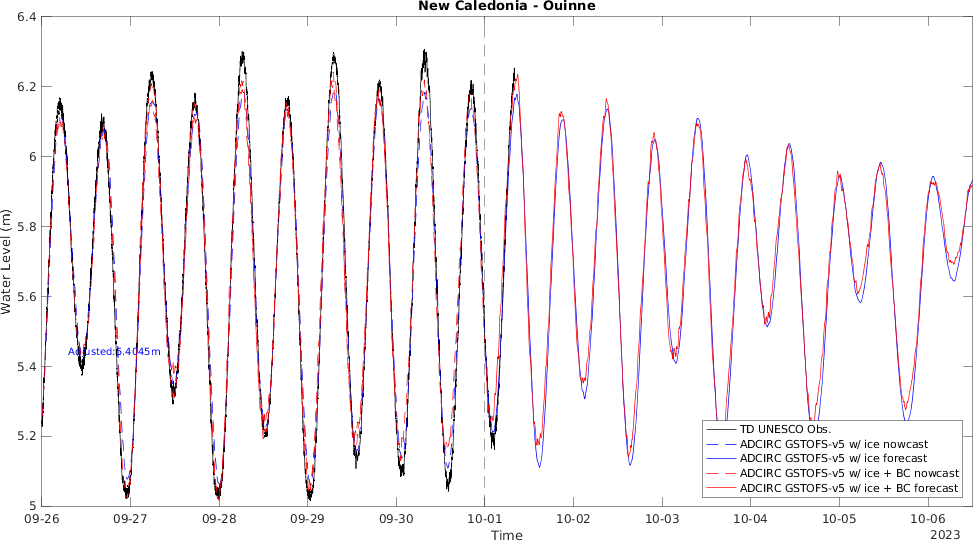 New Caledonia - Ouinne
Water Level (m)
6.4
6.2
6
5.8
5.6
5.4
5.2
5
Adjusted:5.4045m
TD UNESCO Obs.
ADCIRC GSTOFS-v5 w/ ice nowcast
ADCIRC GSTOFS-v5 w/ ice forecast
ADCIRC GSTOFS-v5 w/ ice + BC nowcast
ADCIRC GSTOFS-v5 w/ ice + BC forecast
09-26 09-27 09-28 09-29 09-30 10-01 10-02 10-03 10-04 10-05 10-06
Time
2023